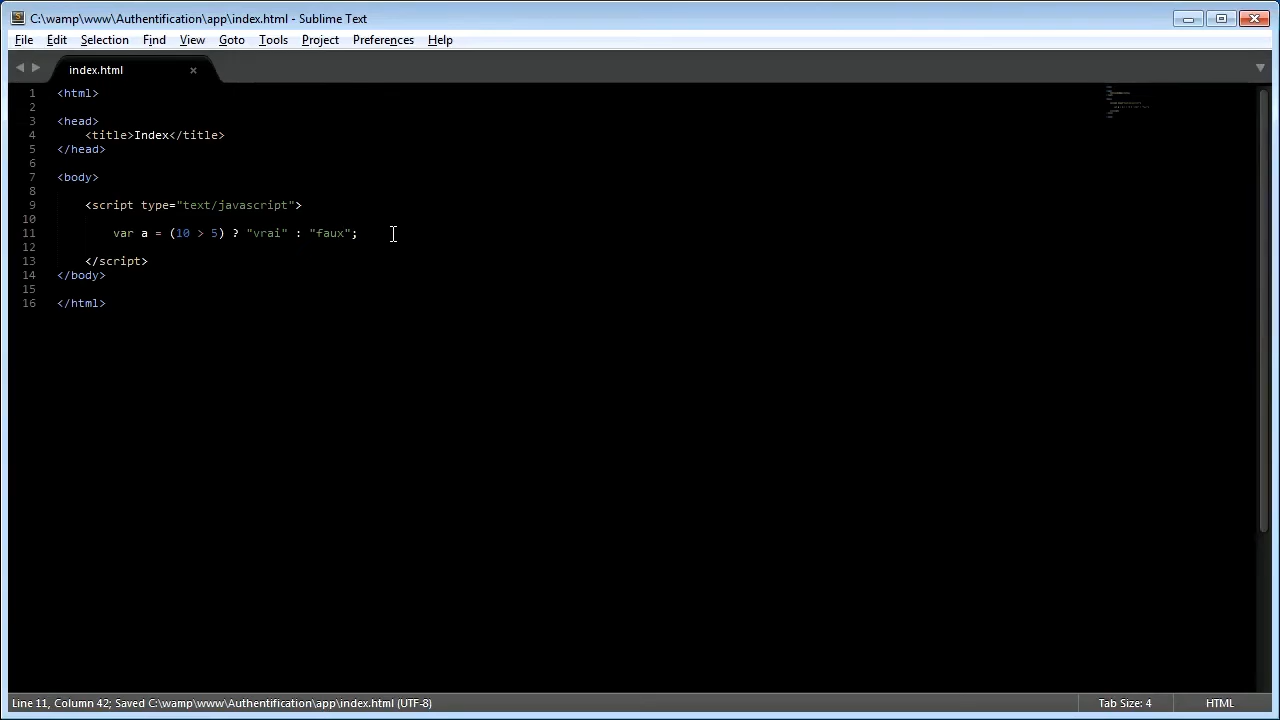 C:\wamp\www\Authentification\app\index.html - Sublime Text
File Edit Selection Find View Goto Tools Project Preferences Help
index.html
1 <html>
2
3 <head>
4 <title>Index</title>
5 </head>
6
7 <body>
8
9 <script type="text/javascript">
10
11 var a = (10 > 5) ? "vrai" : "faux";
12
13 </script>
14 </body>
15
16 </html>
Line 11, Column 42; Saved C:\wamp\www\Authentification\app\index.html (UTF-8) Tab Size: 4 HTML